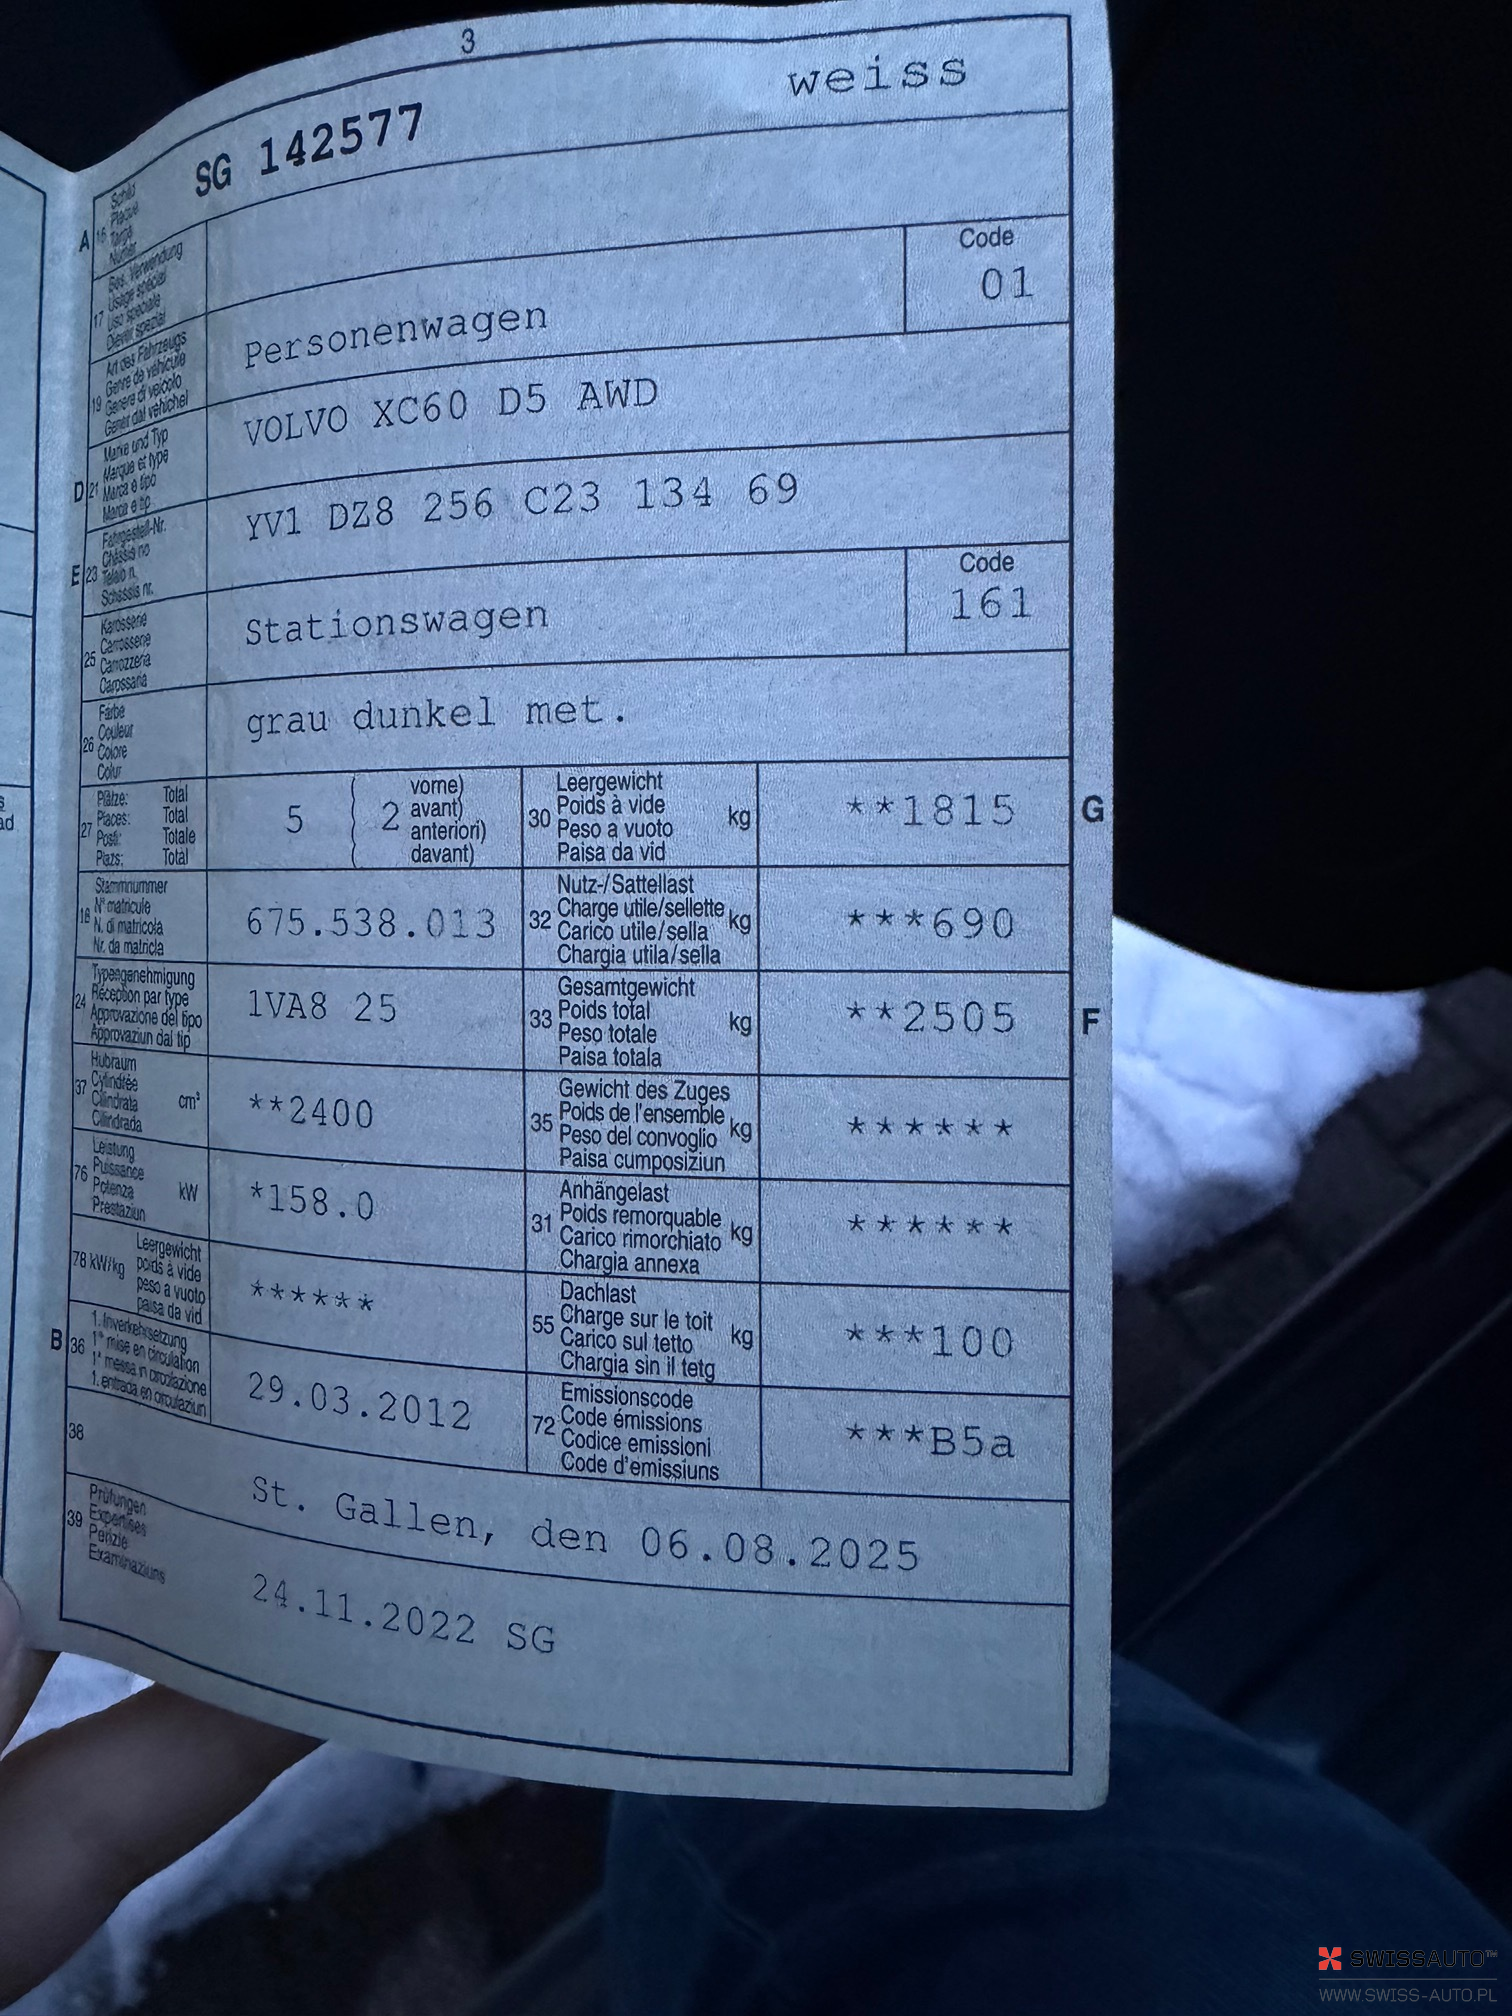 3
SG 142577
weiss
A
16
Schild
Plaque
Targa
Numer
17
Bes. Verwendung
Usage spécial
Uso speciale
Diever spezial
19
Art des Fahrzeugs
Genre de véhicule
Genere di veicolo
Gener dal vehichel
Personenwagen
Code
01
D
21
Marke und Typ
Marque et type
Marca e tipo
Marca e tip
VOLVO XC60 D5 AWD
E
23
Fahrgestell-Nr.
Châssis no
Telaio n.
Schassis nr.
YV1 DZ8 256 C23 134 69
25
Karosserie
Carrosserie
Carrozzeria
Carossaria
Stationswagen
Code
161
26
Farbe
Couleur
Colore
Colur
grau dunkel met.
27
Plätze: Total
Places: Total
Posti: Totale
Plazs: Total
5
2
vorne)
avant)
anteriori)
davant)
30
Leergewicht
Poids à vide
Peso a vuoto
Paisa da vid
kg
**1815
G
18
Stammnummer
N° matricule
N. di matricola
Nr. da matricla
675.538.013
32
Nutz-/Sattellast
Charge utile/sellette
Carico utile/sella
Chargia utila/sella
kg
***690
24
Typengenehmigung
Réception par type
Approvazione del tipo
Approvaziun dal tip
1VA8 25
33
Gesamtgewicht
Poids total
Peso totale
Paisa totala
kg
**2505
F
37
Hubraum
Cylindrée
Cilindrata
Cilindrada
cm³
**2400
35
Gewicht des Zuges
Poids de l'ensemble
Peso del convoglio
Paisa cumposiziun
kg
******
76
Leistung
Puissance
Potenza
Prestaziun
kW
*158.0
31
Anhängelast
Poids remorquable
Carico rimorchiato
Chargia annexa
kg
******
78 kW/kg
Leergewicht
poids à vide
peso a vuoto
paisa da vid
******
55
Dachlast
Charge sur le toit
Carico sul tetto
Chargia sin il tetg
kg
***100
B
36
1. Inverkehrsetzung
1re mise en circulation
1a messa in circolazione
1. entrada en circulaziun
29.03.2012
72
Emissionscode
Code émissions
Codice emissioni
Code d'emissiuns
***B5a
38
St. Gallen, den 06.08.2025
39
Prüfungen
Expertises
Perizie
Examinaziuns
24.11.2022 SG
SWISSAUTO™
WWW.SWISS-AUTO.PL